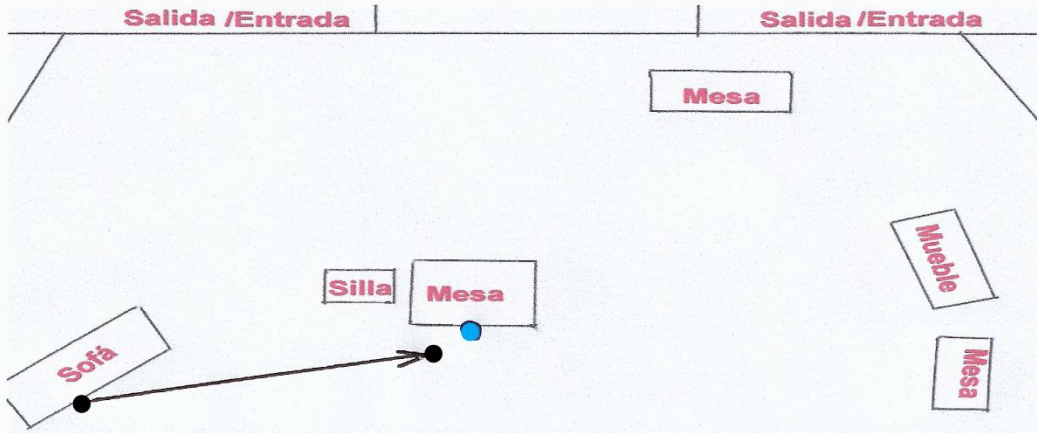 Salida /Entrada
Salida /Entrada
Mesa
Mueble
Silla
Mesa
Sofá
Mesa